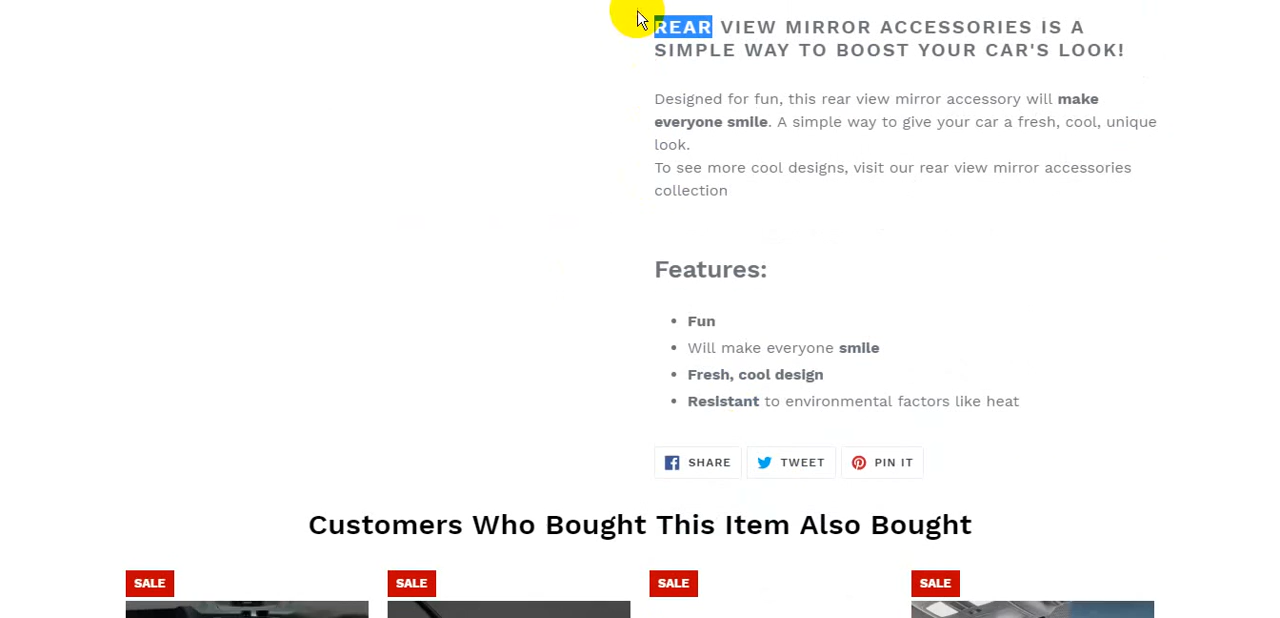 REAR VIEW MIRROR ACCESSORIES IS A
SIMPLE WAY TO BOOST YOUR CAR'S LOOK!
Designed for fun, this rear view mirror accessory will make
everyone smile. A simple way to give your car a fresh, cool, unique
look.
To see more cool designs, visit our rear view mirror accessories
collection
Features:
Fun
Will make everyone smile
Fresh, cool design
Resistant to environmental factors like heat
SHARE TWEET PIN IT
Customers Who Bought This Item Also Bought
SALE SALE SALE SALE